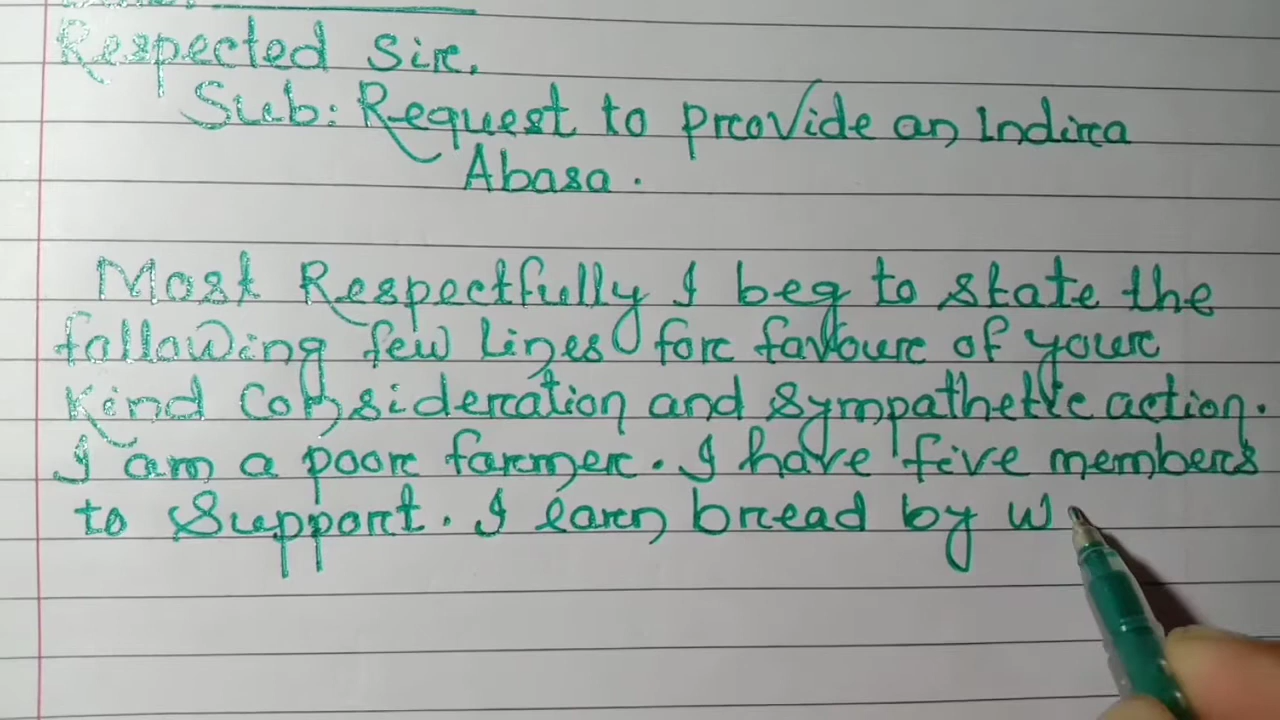 Respected Sir,
Sub: Request to provide an Indira
Abasa.
Most Respectfully I beg to state the
following few lines for favour of your
Kind Consideration and Sympathetic action.
I am a poor farmer. I have five members
to Support. I earn bread by w